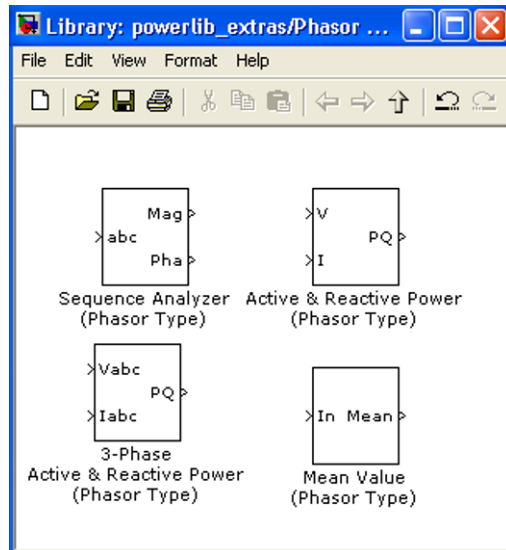 Library: powerlib_extras/Phasor ...
File Edit View Format Help
abc Mag Pha
Sequence Analyzer
(Phasor Type)
V I PQ
Active & Reactive Power
(Phasor Type)
Vabc Iabc PQ
3-Phase
Active & Reactive Power
(Phasor Type)
In Mean
Mean Value
(Phasor Type)